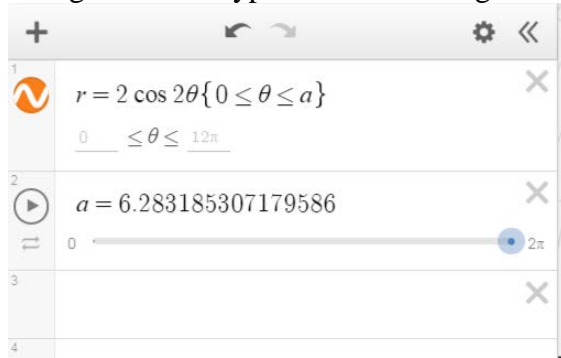 1
r = 2 cos 2θ{0 ≤ θ ≤ a}
0 ≤ θ ≤ 12π
2
a = 6.283185307179586
0 2π
3
4